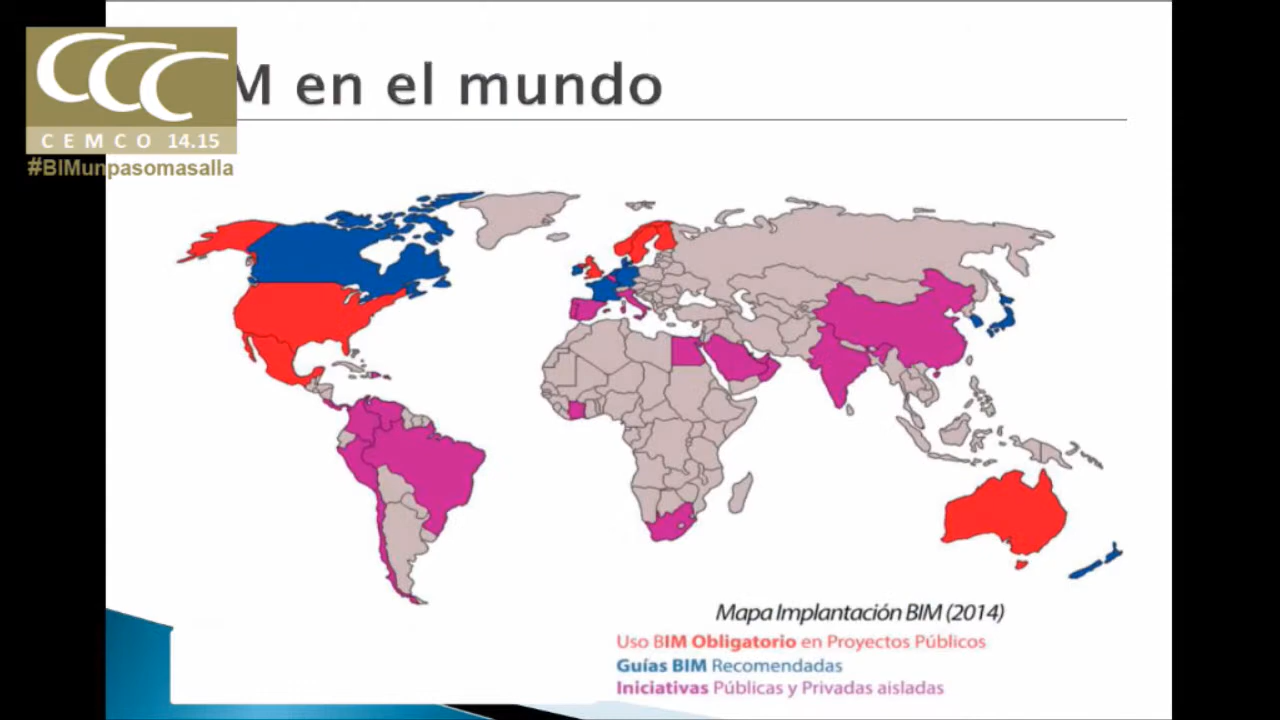 CCC
M en el mundo
CEMCO 14.15
#BIMunpasomasalla
Mapa Implantación BIM (2014)
Uso BIM Obligatorio en Proyectos Públicos
Guías BIM Recomendadas
Iniciativas Públicas y Privadas aisladas